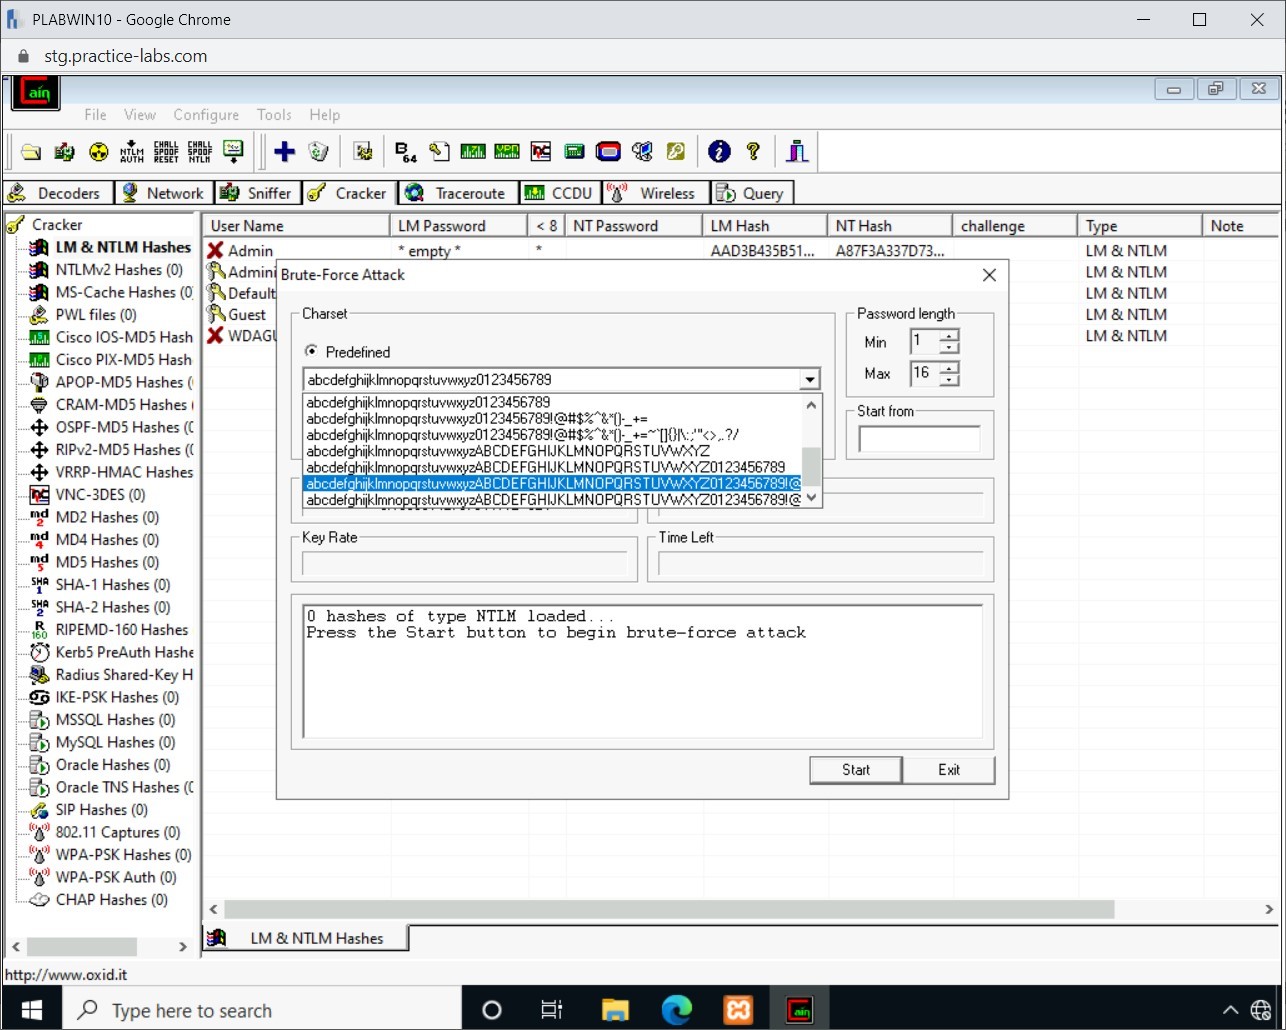 PLABWIN10 - Google Chrome
stg.practice-labs.com
Cain
File View Configure Tools Help
NTLM AUTH
CHALL SPOOF RESET
CHALL SPOOF NTLM
B 64
Decoders Network Sniffer Cracker Traceroute CCDU Wireless Query
Cracker
LM & NTLM Hashes
NTLMv2 Hashes (0)
MS-Cache Hashes (0)
PWL files (0)
Cisco IOS-MD5 Hash
Cisco PIX-MD5 Hash
APOP-MD5 Hashes (
CRAM-MD5 Hashes (
OSPF-MD5 Hashes (0
RIPv2-MD5 Hashes (0
VRRP-HMAC Hashes
VNC-3DES (0)
MD2 Hashes (0)
MD4 Hashes (0)
MD5 Hashes (0)
SHA-1 Hashes (0)
SHA-2 Hashes (0)
RIPEMD-160 Hashes
Kerb5 PreAuth Hashe
Radius Shared-Key H
IKE-PSK Hashes (0)
MSSQL Hashes (0)
MySQL Hashes (0)
Oracle Hashes (0)
Oracle TNS Hashes (0
SIP Hashes (0)
802.11 Captures (0)
WPA-PSK Hashes (0)
WPA-PSK Auth (0)
CHAP Hashes (0)
User Name LM Password < 8 NT Password LM Hash NT Hash challenge Type Note
Admin * empty * * AAD3B435B51... A87F3A337D73... LM & NTLM
Admini LM & NTLM
Default LM & NTLM
Guest LM & NTLM
WDAGU LM & NTLM
Brute-Force Attack
Charset
Predefined
abcdefghijklmnopqrstuvwxyz0123456789
abcdefghijklmnopqrstuvwxyz0123456789
abcdefghijklmnopqrstuvwxyz0123456789!@#$%^&*()-_+=
abcdefghijklmnopqrstuvwxyz0123456789!@#$%^&*()-_+=~`[]{}|\:;'"<>,.?/
abcdefghijklmnopqrstuvwxyzABCDEFGHIJKLMNOPQRSTUVWXYZ
abcdefghijklmnopqrstuvwxyzABCDEFGHIJKLMNOPQRSTUVWXYZ0123456789
abcdefghijklmnopqrstuvwxyzABCDEFGHIJKLMNOPQRSTUVWXYZ0123456789!@
abcdefghijklmnopqrstuvwxyzABCDEFGHIJKLMNOPQRSTUVWXYZ0123456789!@
Password length
Min 1
Max 16
Start from
Key Rate
Time Left
0 hashes of type NTLM loaded...
Press the Start button to begin brute-force attack
Start Exit
LM & NTLM Hashes
http://www.oxid.it
Type here to search